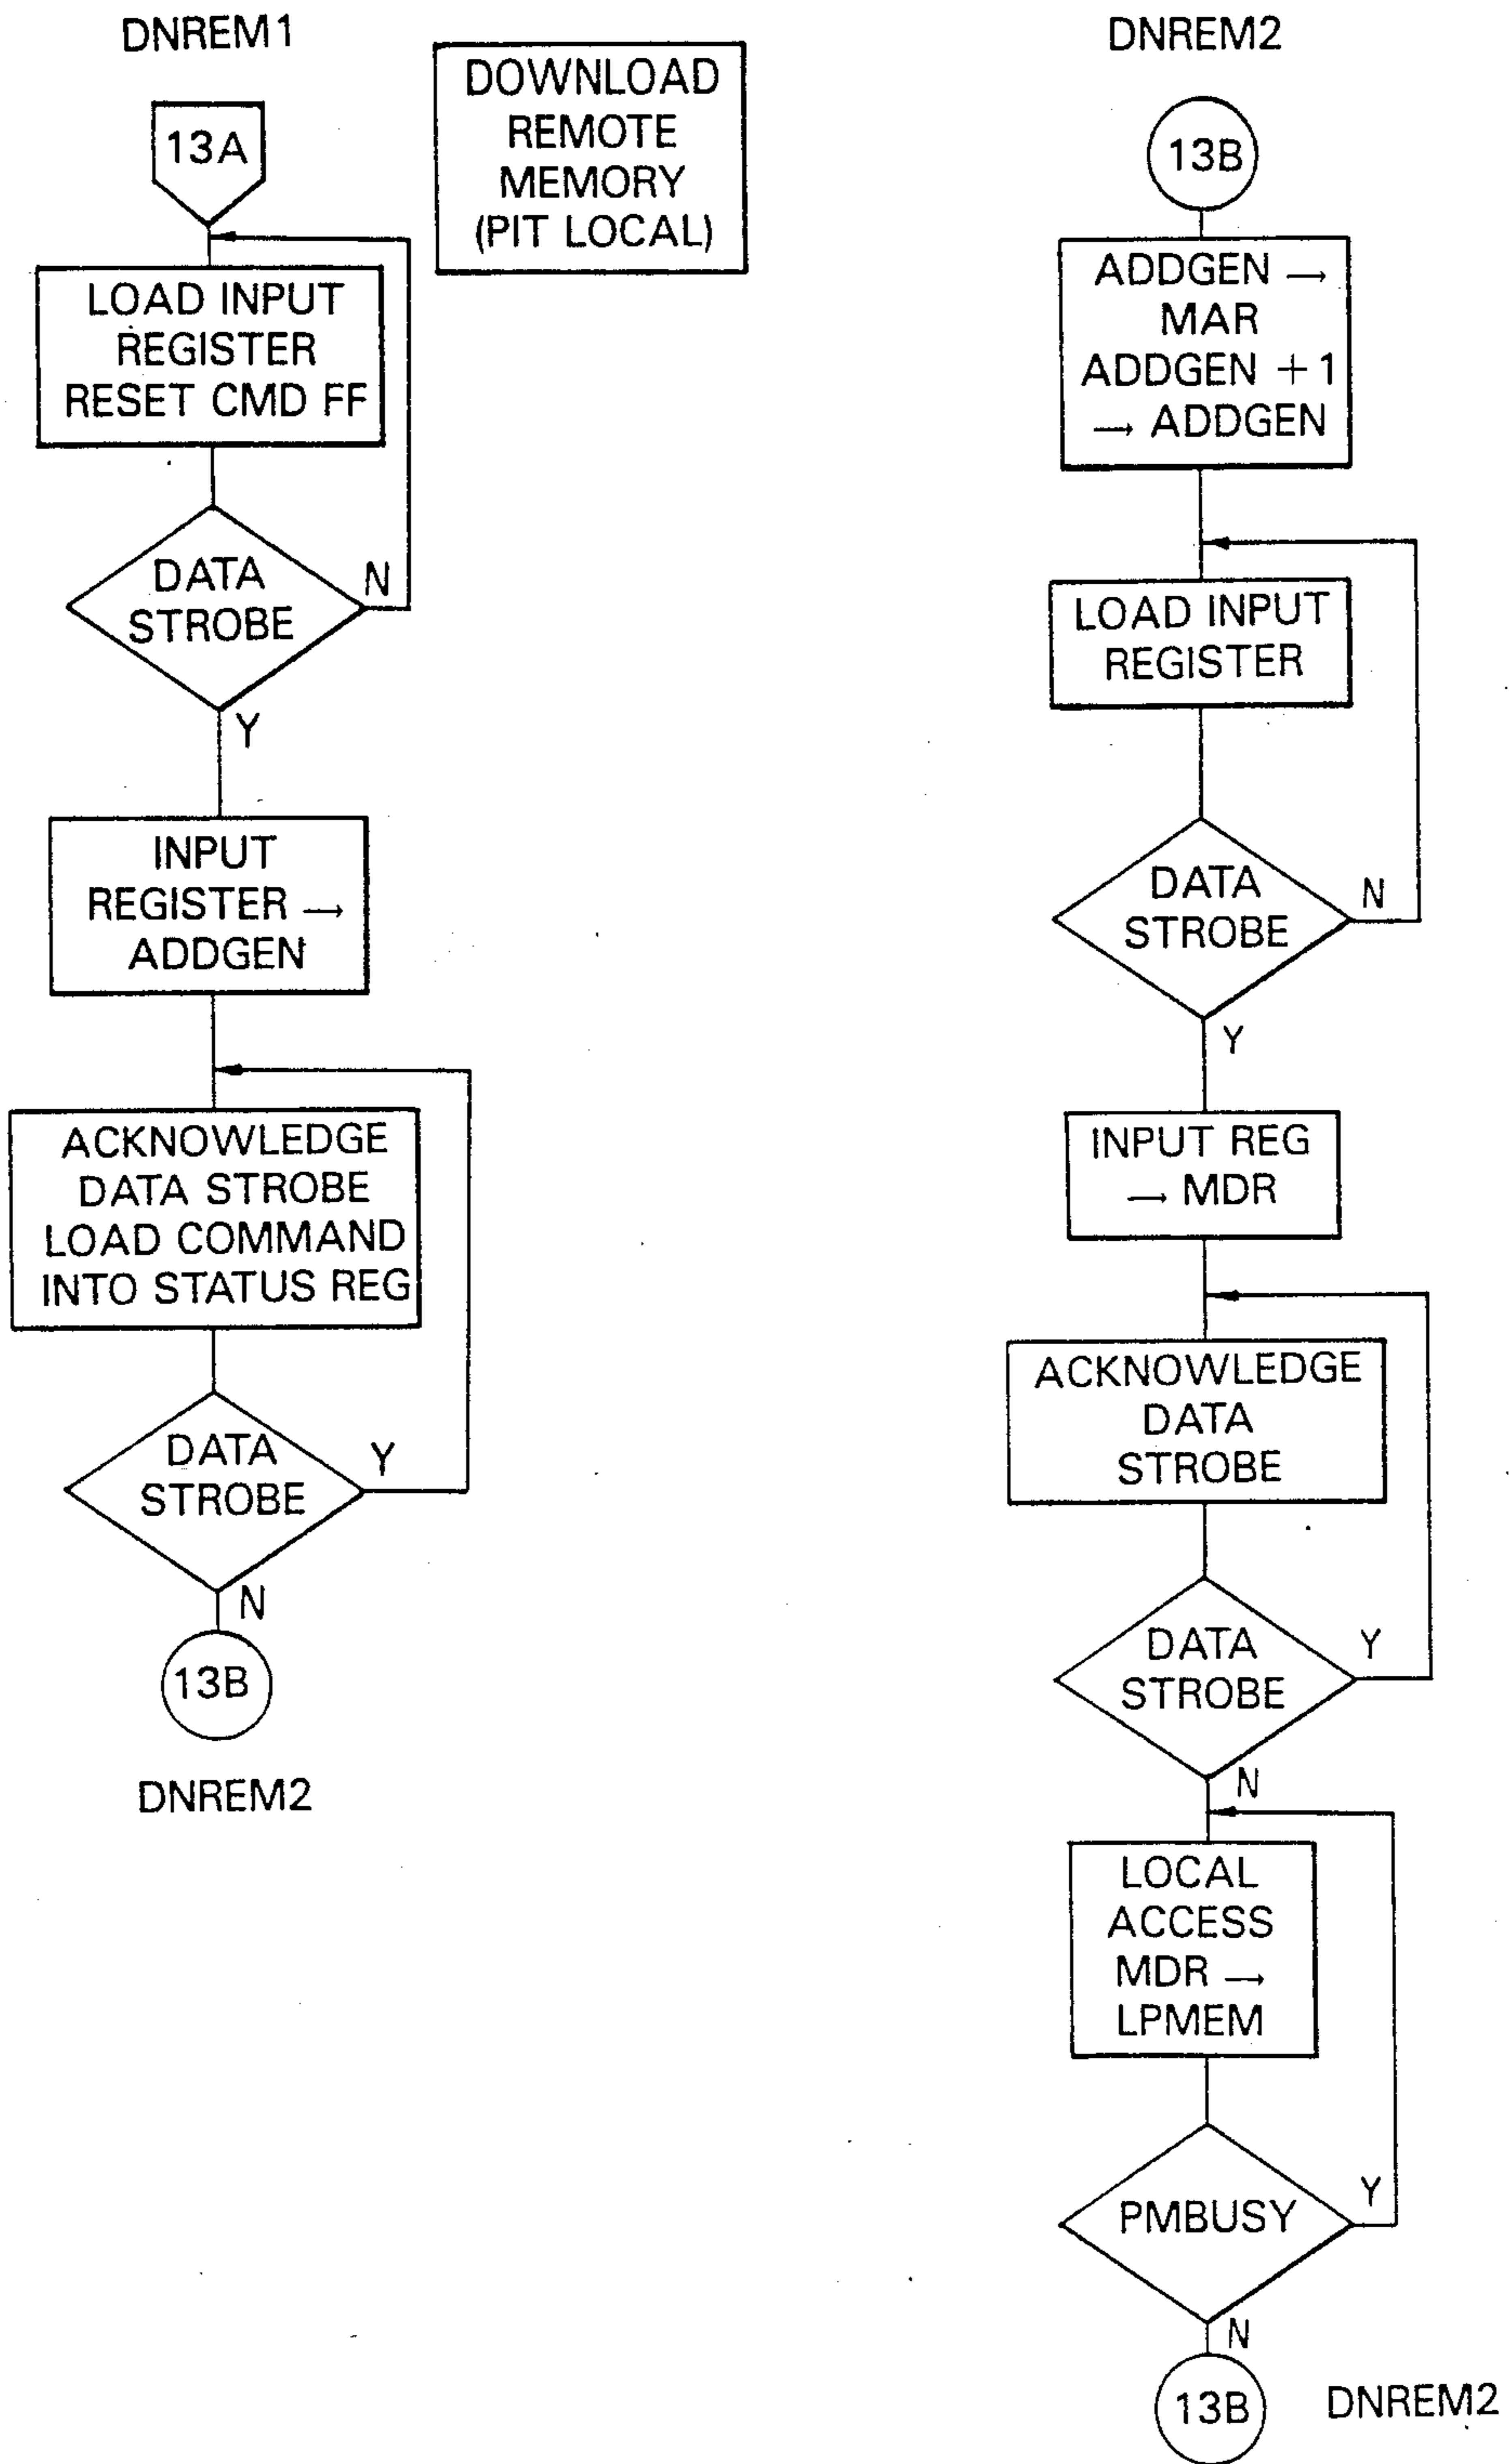 DNREM1
13A
DOWNLOAD
REMOTE
MEMORY
(PIT LOCAL)
LOAD INPUT
REGISTER
RESET CMD FF
DATA
STROBE
N
Y
INPUT
REGISTER →
ADDGEN
ACKNOWLEDGE
DATA STROBE
LOAD COMMAND
INTO STATUS REG
DATA
STROBE
Y
N
13B
DNREM2
DNREM2
13B
ADDGEN →
MAR
ADDGEN +1
→ ADDGEN
LOAD INPUT
REGISTER
DATA
STROBE
N
Y
INPUT REG
→ MDR
ACKNOWLEDGE
DATA
STROBE
DATA
STROBE
Y
N
LOCAL
ACCESS
MDR →
LPMEM
PMBUSY
Y
N
13B
DNREM2